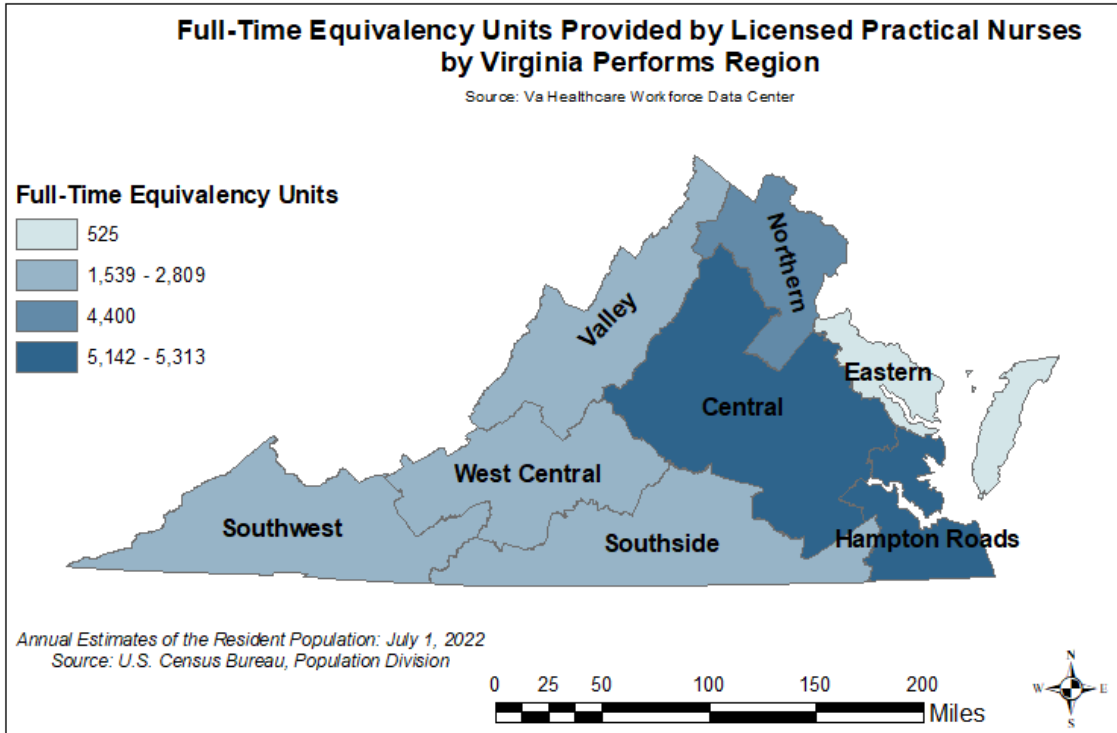 Full-Time Equivalency Units Provided by Licensed Practical Nurses
by Virginia Performs Region
Source: Va Healthcare Workforce Data Center
Full-Time Equivalency Units
525
1,539 - 2,809
4,400
5,142 - 5,313
Northern
Valley
Eastern
Central
West Central
Southwest
Southside
Hampton Roads
Annual Estimates of the Resident Population: July 1, 2022
Source: U.S. Census Bureau, Population Division
0 25 50 100 150 200
Miles
N
W E
S